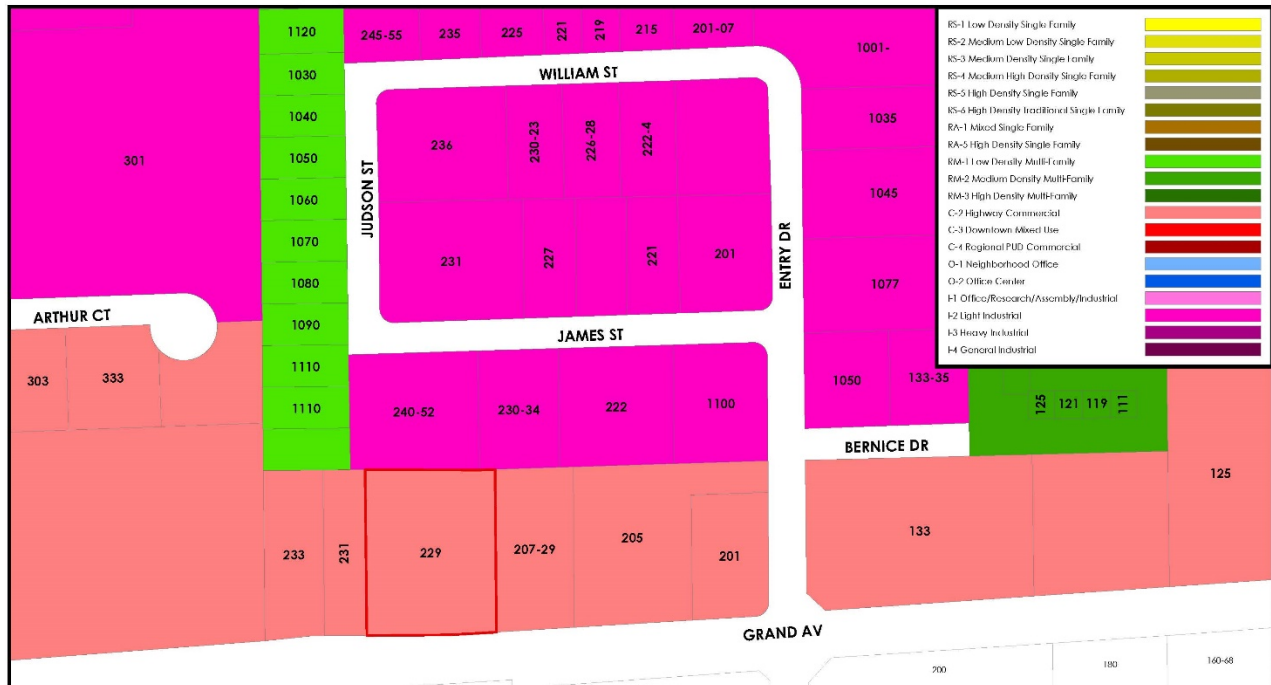 1120
245-55
235
225
221
219
215
201-07
1001-
WILLIAM ST
1030
1040
236
230-23
226-28
222-4
1035
301
1050
1060
JUDSON ST
ENTRY DR
1045
1070
231
227
221
201
1080
1077
1090
ARTHUR CT
JAMES ST
303
333
1110
1110
240-52
230-34
222
1100
1050
133-35
125
121
119
111
BERNICE DR
125
233
231
229
207-29
205
201
133
GRAND AV
200
180
160-68
RS-1 Low Density Single Family
RS-2 Medium Low Density Single Family
RS-3 Medium Density Single Family
RS-4 Medium High Density Single Family
RS-5 High Density Single Family
RS-6 High Density Traditional Single Family
RA-1 Mixed Single Family
RA-5 High Density Single Family
RM-1 Low Density Multi-Family
RM-2 Medium Density Multi-Family
RM-3 High Density Multi-Family
C-2 Highway Commercial
C-3 Downtown Mixed Use
C-4 Regional PUD Commercial
O-1 Neighborhood Office
O-2 Office Center
I-1 Office/Research/Assembly/Industrial
I-2 Light Industrial
I-3 Heavy Industrial
I-4 General Industrial